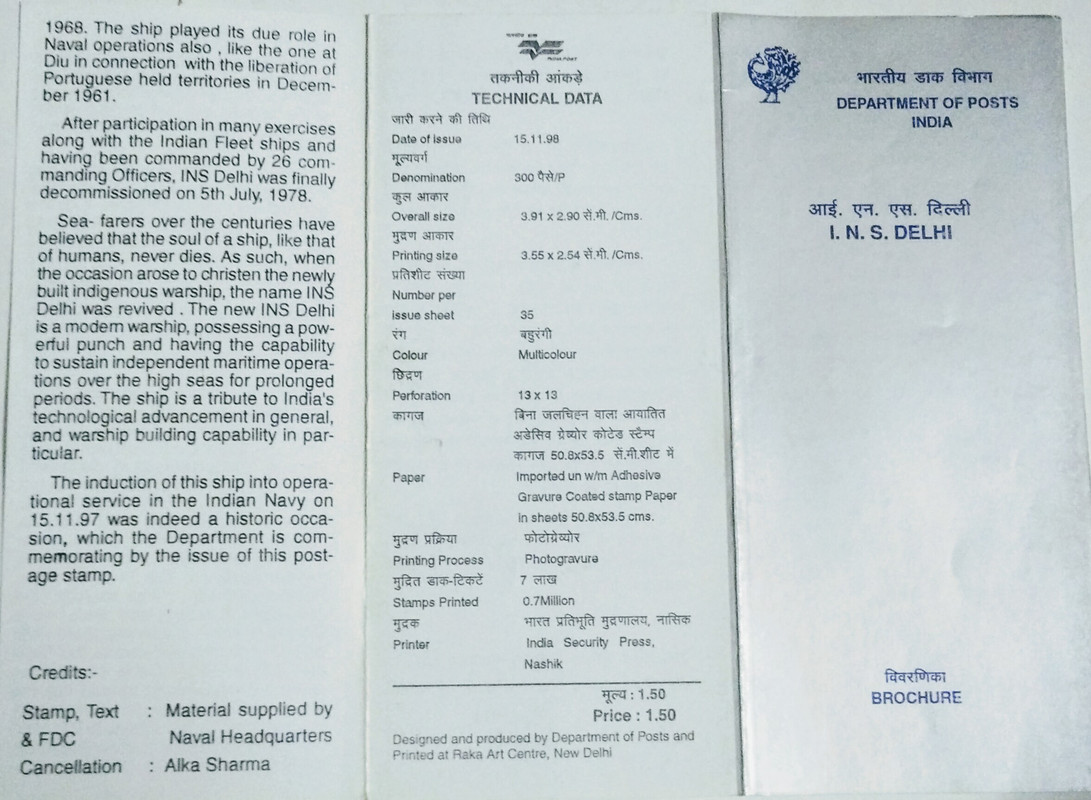 1968. The ship played its due role in
Naval operations also , like the one at
Diu in connection with the liberation of
Portuguese held territories in Decem-
ber 1961.
After participation in many exercises
along with the Indian Fleet ships and
having been commanded by 26 com-
manding Officers, INS Delhi was finally
decommissioned on 5th July, 1978.
Sea- farers over the centuries have
believed that the soul of a ship, like that
of humans, never dies. As such, when
the occasion arose to christen the newly
built indigenous warship, the name INS
Delhi was revived . The new INS Delhi
is a modern warship, possessing a pow-
erful punch and having the capability
to sustain independent maritime opera-
tions over the high seas for prolonged
periods. The ship is a tribute to India's
technological advancement in general,
and warship building capability in par-
ticular.
The induction of this ship into opera-
tional service in the Indian Navy on
15.11.97 was indeed a historic occa-
sion, which the Department is com-
memorating by the issue of this post-
age stamp.
Credits:-
Stamp, Text : Material supplied by
& FDC Naval Headquarters
Cancellation : Alka Sharma
भारतीय डाक
INDIA POST
तकनीकी आंकड़े
TECHNICAL DATA
जारी करने की तिथि
Date of issue 15.11.98
मूल्यवर्ग
Denomination 300 पैसे/P
कुल आकार
Overall size 3.91 x 2.90 सें.मी. /Cms.
मुद्रण आकार
Printing size 3.55 x 2.54 सें.मी. /Cms.
प्रतिशीट संख्या
Number per
issue sheet 35
रंग बहुरंगी
Colour Multicolour
छिद्रण
Perforation 13 x 13
कागज बिना जलचिह्न वाला आयातित
अडेसिव ग्रेव्योर कोटेड स्टैम्प
कागज 50.8x53.5 सें.मी.शीट में
Paper Imported un w/m Adhesive
Gravure Coated stamp Paper
in sheets 50.8x53.5 cms.
मुद्रण प्रक्रिया फोटोग्रेव्योर
Printing Process Photogravure
मुद्रित डाक-टिकटें 7 लाख
Stamps Printed 0.7Million
मुद्रक भारत प्रतिभूति मुद्रणालय, नासिक
Printer India Security Press,
Nashik
मूल्य : 1.50
Price : 1.50
Designed and produced by Department of Posts and
Printed at Raka Art Centre, New Delhi
भारतीय डाक विभाग
DEPARTMENT OF POSTS
INDIA
आई. एन. एस. दिल्ली
I. N. S. DELHI
विवरणिका
BROCHURE